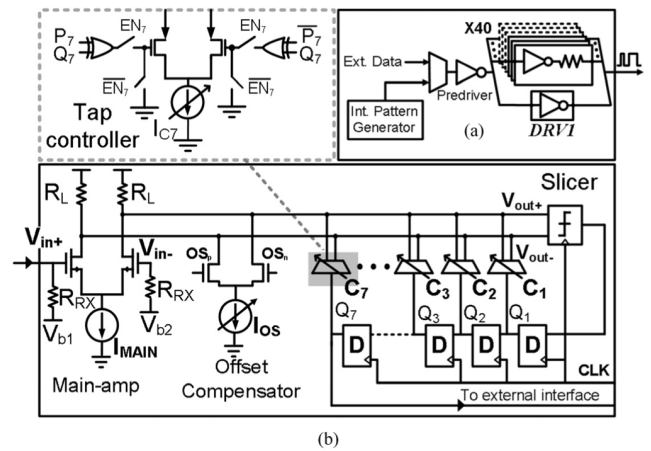 P7
Q7
EN7
EN7
P7
Q7
EN7
EN7
IC7
Tap
controller
X40
Ext. Data
Predriver
Int. Pattern
Generator
(a)
DRV1
RL
RL
Slicer
Vout+
Vin+
Vin-
OSp
OSn
Vout-
RRX
RRX
C7
C3
C2
C1
Vb1
Vb2
Q7
Q3
Q2
Q1
IMAIN
IOS
D
D
D
D
Main-amp
Offset
Compensator
CLK
To external interface
(b)